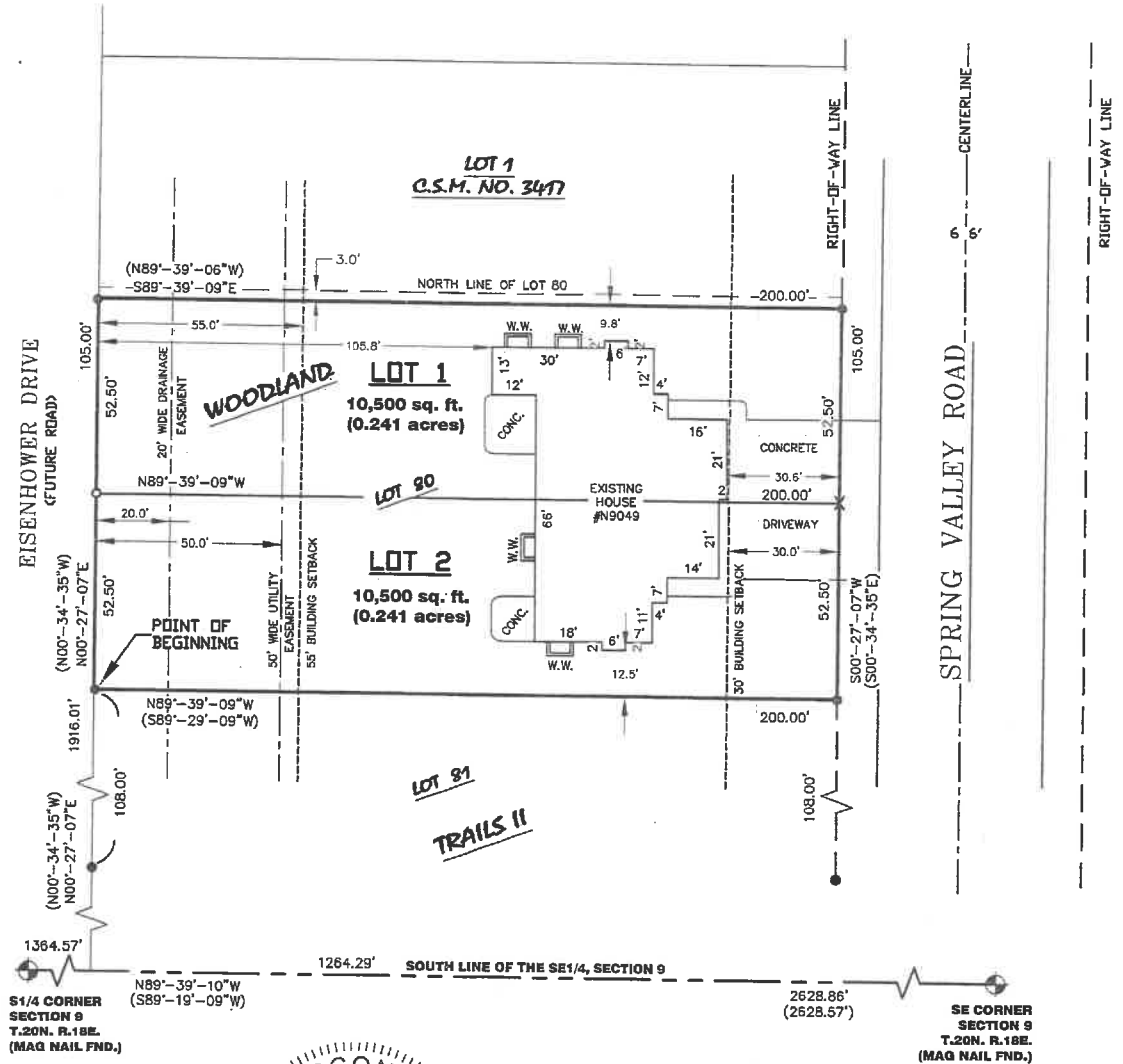 LOT 1
C.S.M. NO. 3417
RIGHT-OF-WAY LINE
CENTERLINE
RIGHT-OF-WAY LINE
6 6'
(N89°-39'-06"W)
S89°-39'-09"E
3.0'
NORTH LINE OF LOT 80
200.00'
55.0'
105.8'
W.W.
W.W.
9.8'
30'
2'
6
2'
7'
13'
12'
12'
4'
7'
16'
105.00'
105.00'
52.50'
52.50'
EISENHOWER DRIVE
(FUTURE ROAD)
20' WIDE DRAINAGE
EASEMENT
WOODLAND
LOT 1
10,500 sq. ft.
(0.241 acres)
CONC.
CONCRETE
21'
30.6'
SPRING VALLEY ROAD
N89°-39'-09"W
LOT 80
EXISTING
HOUSE
#N9049
2'
200.00'
DRIVEWAY
20.0'
50.0'
66'
21'
30.0'
W.W.
LOT 2
10,500 sq. ft.
(0.241 acres)
14'
7'
4'
11'
CONC.
(N00°-34'-35"W)
N00°-27'-07"E
52.50'
52.50'
S00°-27'-07"W
(S00°-34'-35"E)
POINT OF
BEGINNING
50' WIDE UTILITY
EASEMENT
55' BUILDING SETBACK
30' BUILDING SETBACK
18'
2
6'
2
7'
W.W.
12.5'
N89°-39'-09"W
(S89°-29'-09"W)
200.00'
1916.01'
108.00'
108.00'
LOT 81
TRAILS II
(N00°-34'-35"W)
N00°-27'-07"E
1364.57'
1264.29'
SOUTH LINE OF THE SE1/4, SECTION 9
N89°-39'-10"W
(S89°-19'-09"W)
2628.86'
(2628.57')
S1/4 CORNER
SECTION 9
T.20N. R.18E.
(MAG NAIL FND.)
SE CORNER
SECTION 9
T.20N. R.18E.
(MAG NAIL FND.)